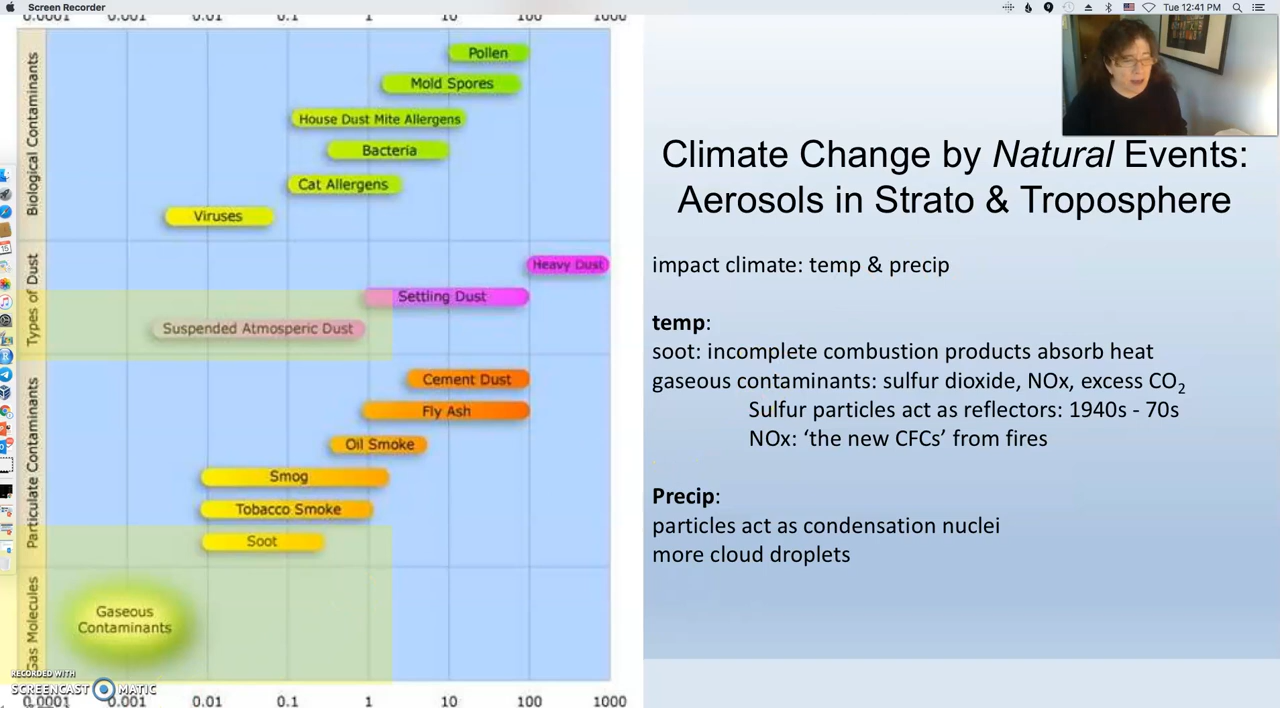 Screen Recorder
Tue 12:41 PM
0.0001 0.001 0.01 0.1 1 10 100 1000
Biological Contaminants
Pollen
Mold Spores
House Dust Mite Allergens
Bacteria
Cat Allergens
Viruses
Types of Dust
Heavy Dust
Settling Dust
Suspended Atmosperic Dust
Particulate Contaminants
Cement Dust
Fly Ash
Oil Smoke
Smog
Tobacco Smoke
Soot
Gas Molecules
Gaseous
Contaminants
RECORDED WITH
SCREENCAST MATIC
0.0001 0.001 0.01 0.1 1 10 100 1000
Climate Change by Natural Events:
Aerosols in Strato & Troposphere
impact climate: temp & precip
temp:
soot: incomplete combustion products absorb heat
gaseous contaminants: sulfur dioxide, NOx, excess CO2
Sulfur particles act as reflectors: 1940s - 70s
NOx: ‘the new CFCs’ from fires
Precip:
particles act as condensation nuclei
more cloud droplets